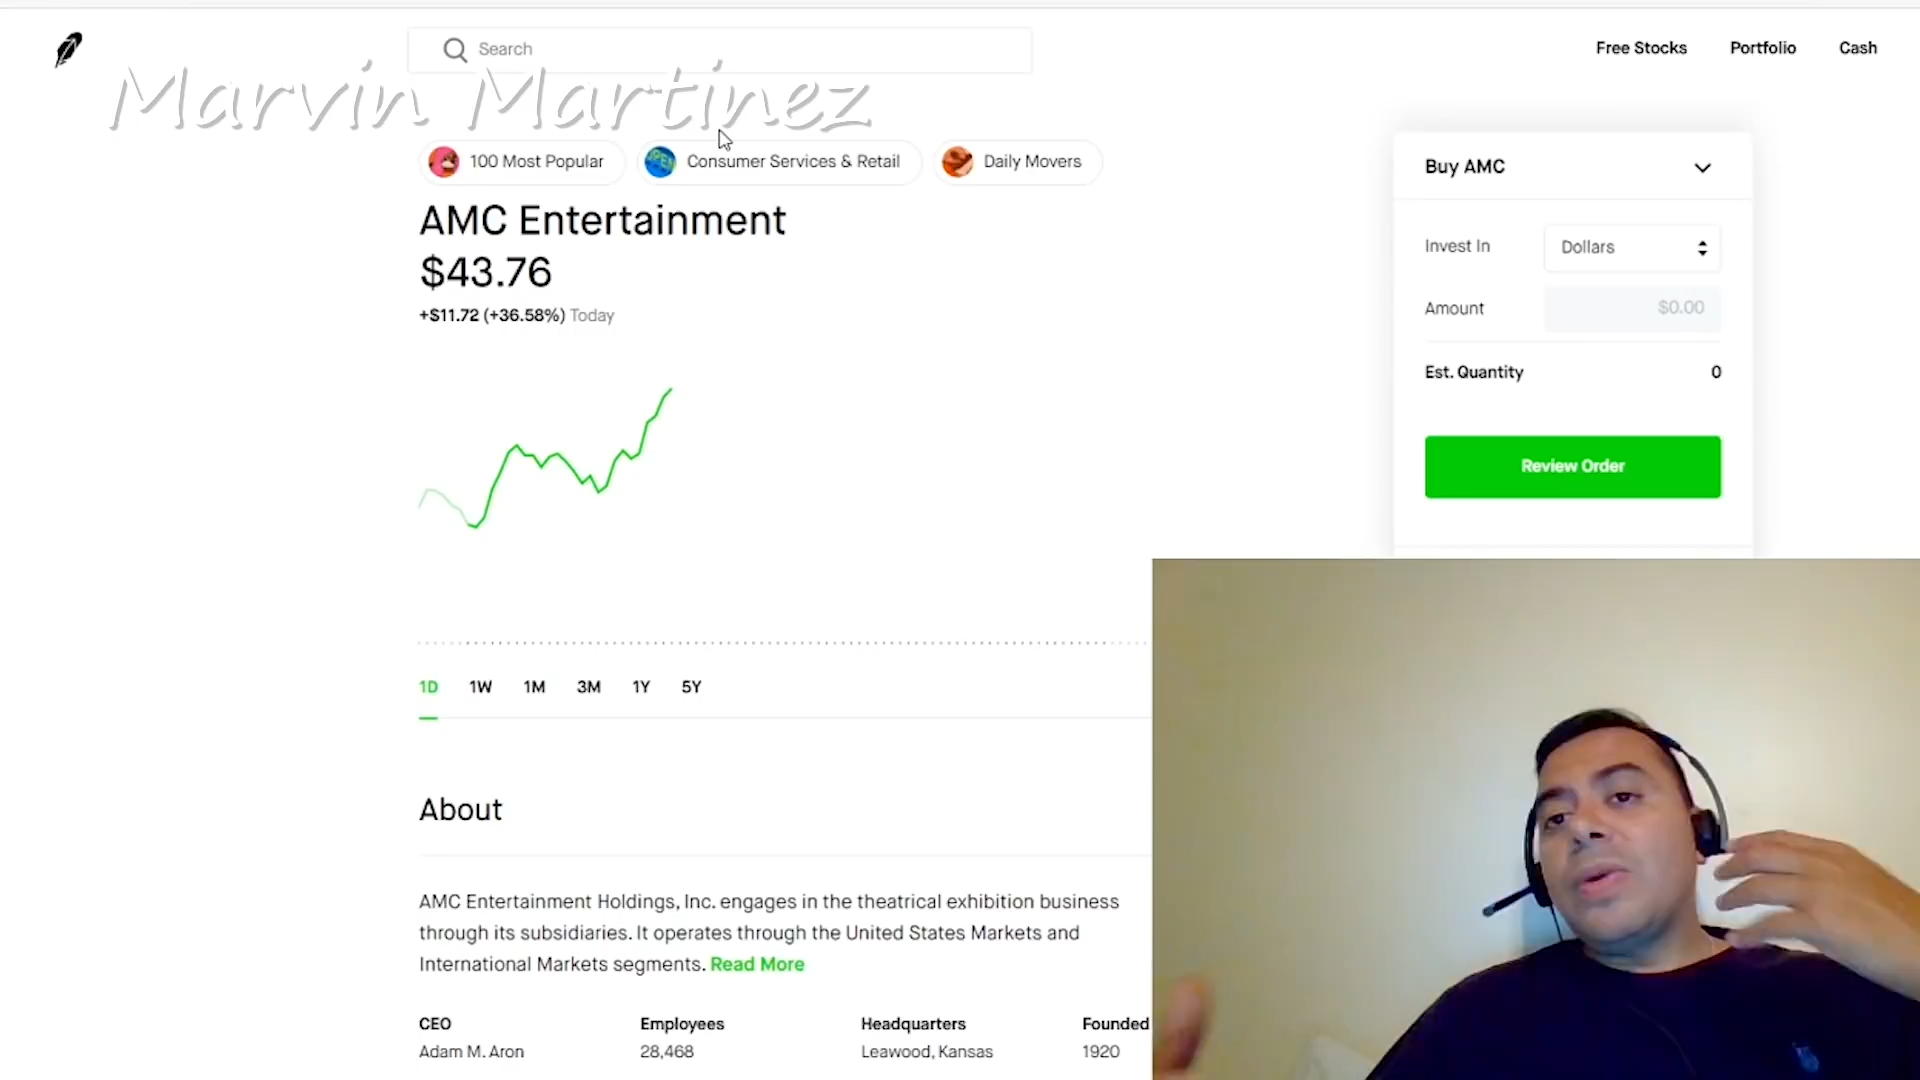 Search
Free Stocks
Portfolio
Cash
Marvin Martinez
100 Most Popular
OPEN
Consumer Services & Retail
Daily Movers
AMC Entertainment
$43.76
+$11.72 (+36.58%) Today
Buy AMC
Invest In
Dollars
Amount
$0.00
Est. Quantity
0
Review Order
1D
1W
1M
3M
1Y
5Y
About
AMC Entertainment Holdings, Inc. engages in the theatrical exhibition business
through its subsidiaries. It operates through the United States Markets and
International Markets segments. Read More
CEO
Employees
Headquarters
Founded
Adam M. Aron
28,468
Leawood, Kansas
1920